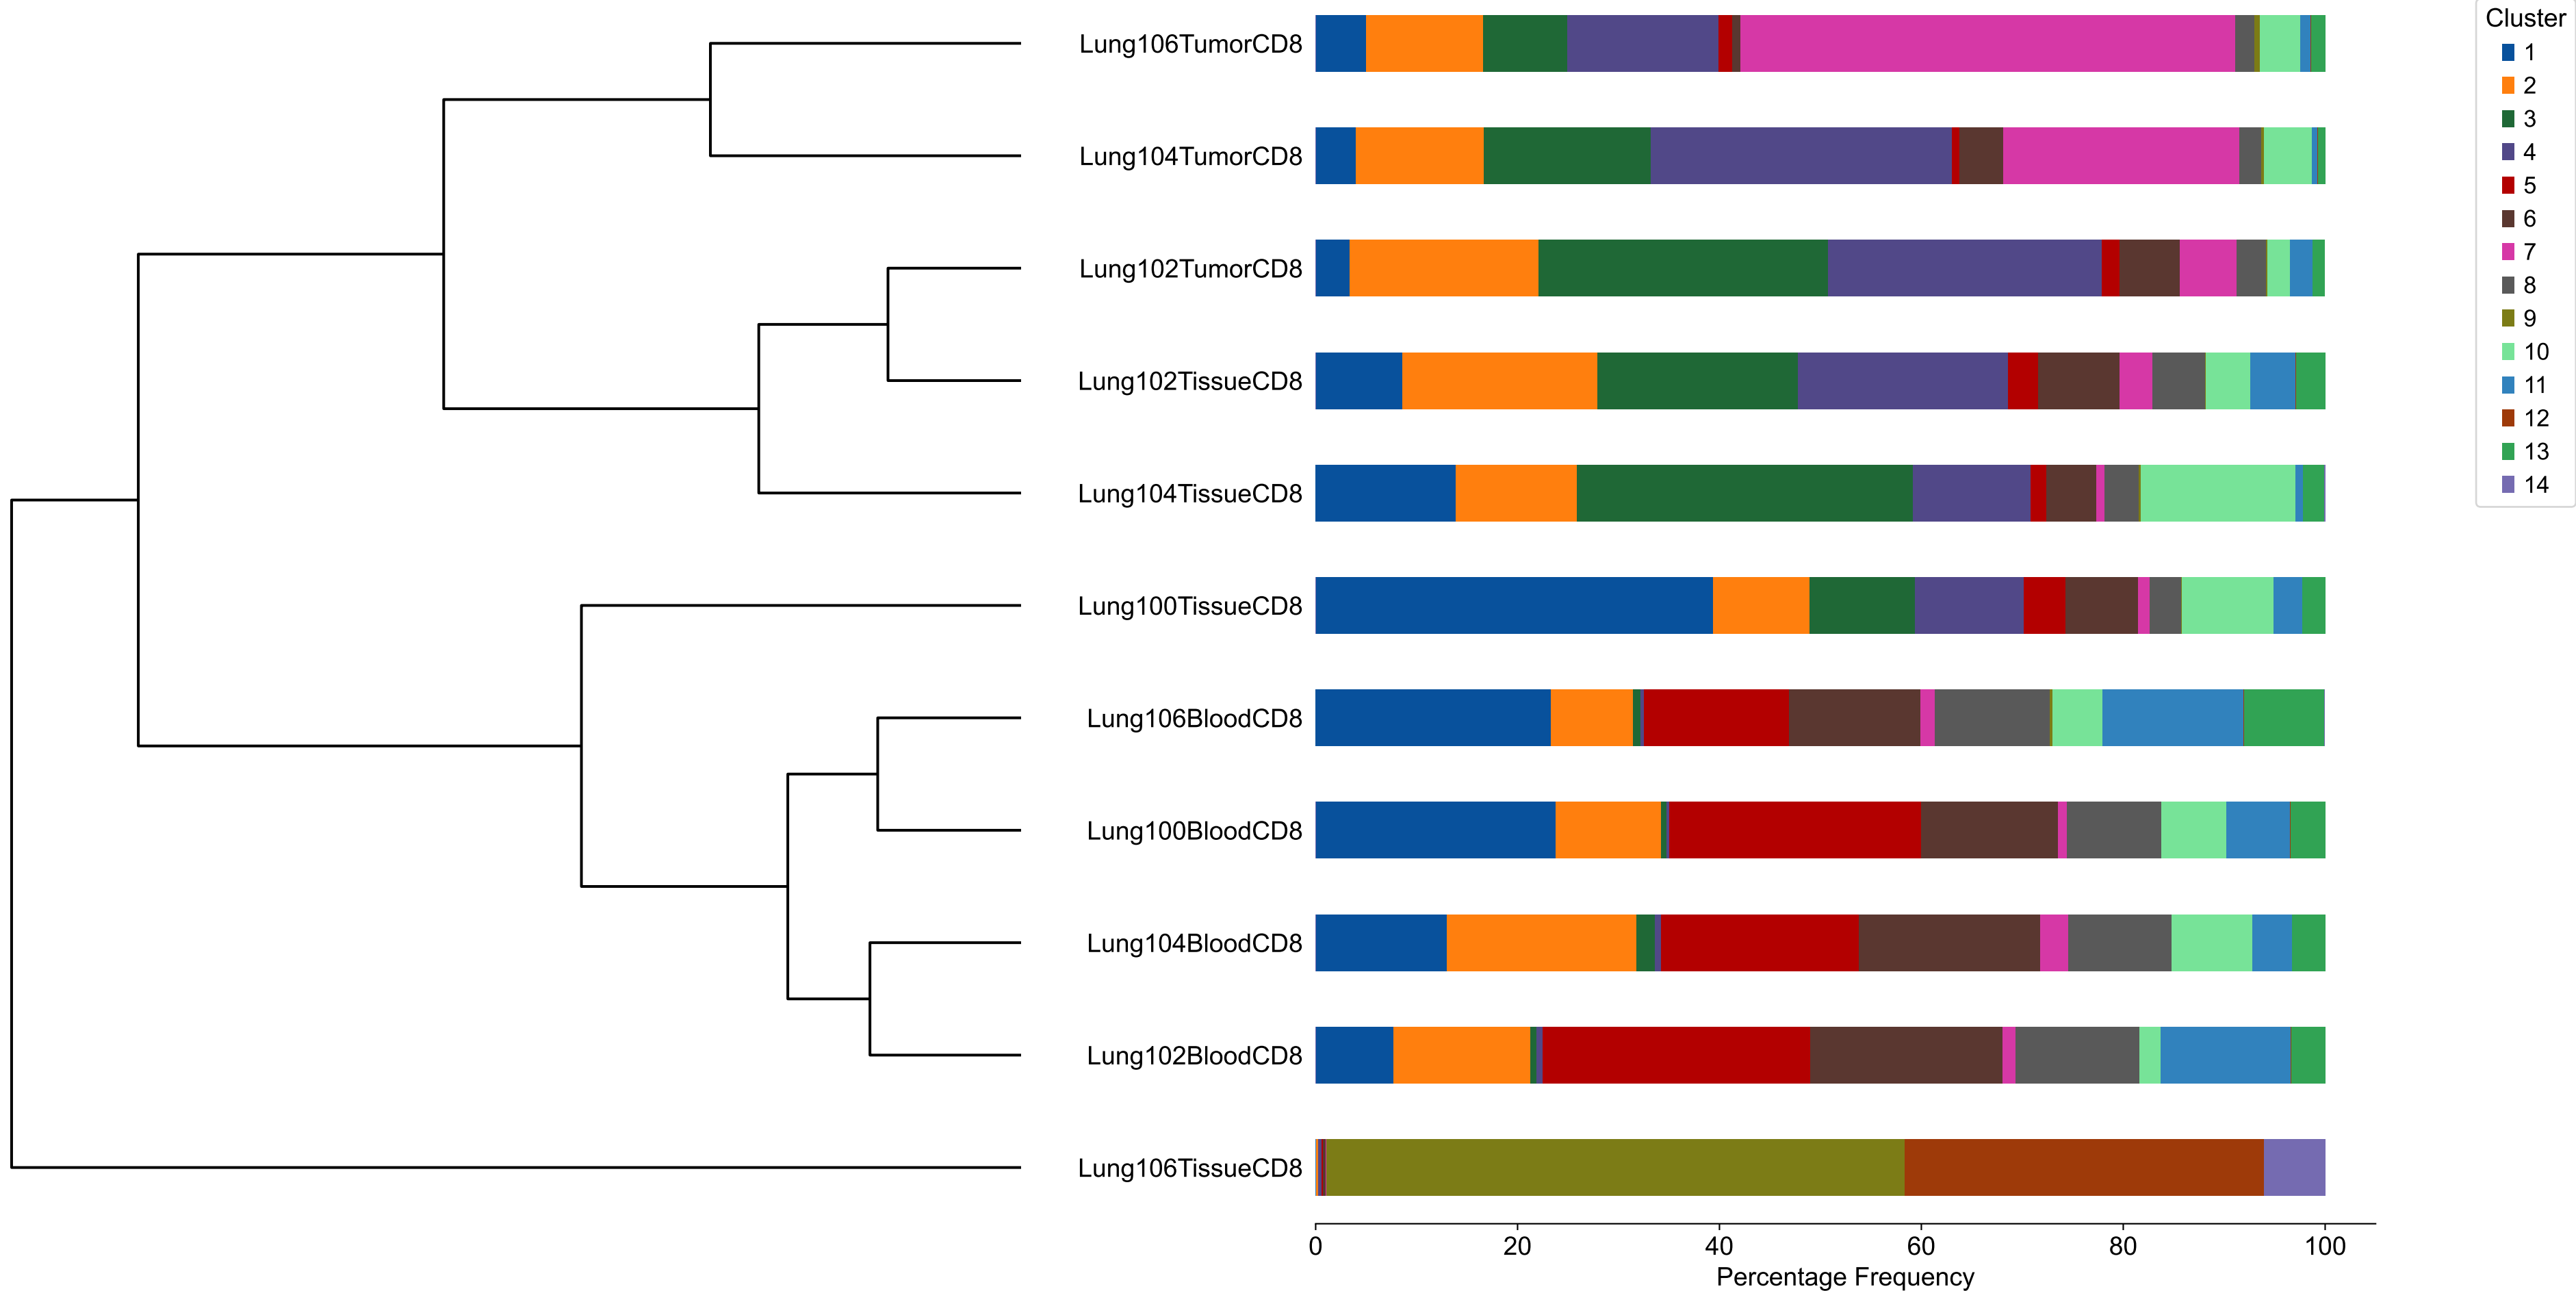 Lung106TumorCD8
Lung104TumorCD8
Lung102TumorCD8
Lung102TissueCD8
Lung104TissueCD8
Lung100TissueCD8
Lung106BloodCD8
Lung100BloodCD8
Lung104BloodCD8
Lung102BloodCD8
Lung106TissueCD8
0 20 40 60 80 100
Percentage Frequency
Cluster
1
2
3
4
5
6
7
8
9
10
11
12
13
14